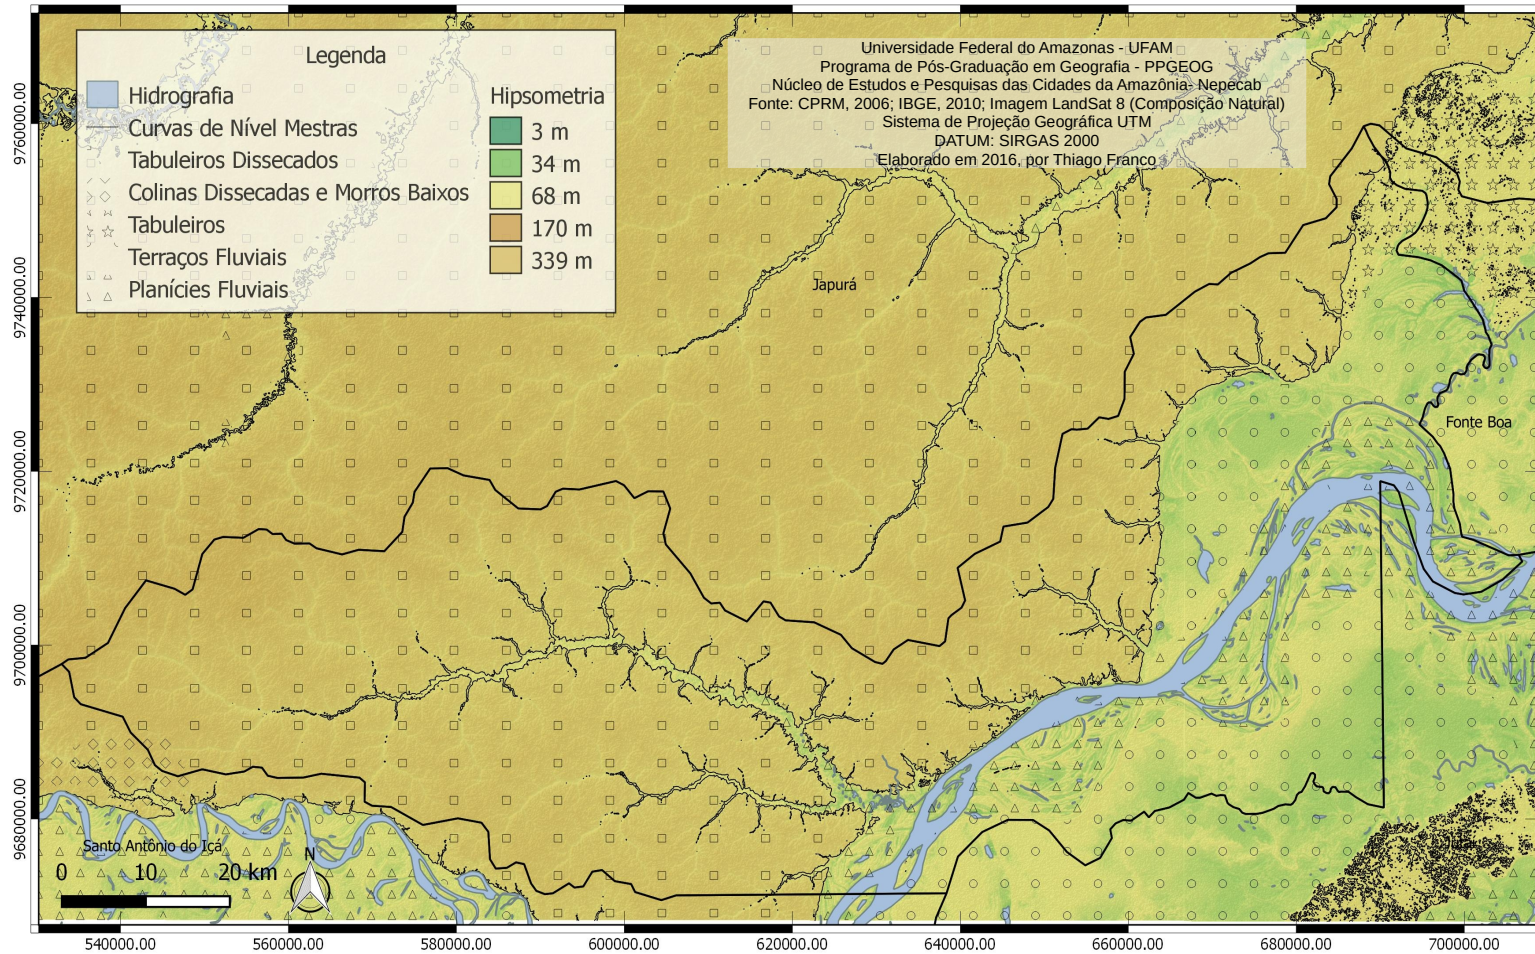 Legenda
Hidrografia
Curvas de Nível Mestras
Tabuleiros Dissecados
Colinas Dissecadas e Morros Baixos
Tabuleiros
Terraços Fluviais
Planícies Fluviais
Hipsometria
3 m
34 m
68 m
170 m
339 m
Universidade Federal do Amazonas - UFAM
Programa de Pós-Graduação em Geografia - PPGEOG
Núcleo de Estudos e Pesquisas das Cidades da Amazônia- Nepecab
Fonte: CPRM, 2006; IBGE, 2010; Imagem LandSat 8 (Composição Natural)
Sistema de Projeção Geográfica UTM
DATUM: SIRGAS 2000
Elaborado em 2016, por Thiago Franco
Japurá
Fonte Boa
Santo Antônio do Içá
0 10 20 km
N
9760000.00
9740000.00
9720000.00
9700000.00
9680000.00
540000.00 560000.00 580000.00 600000.00 620000.00 640000.00 660000.00 680000.00 700000.00